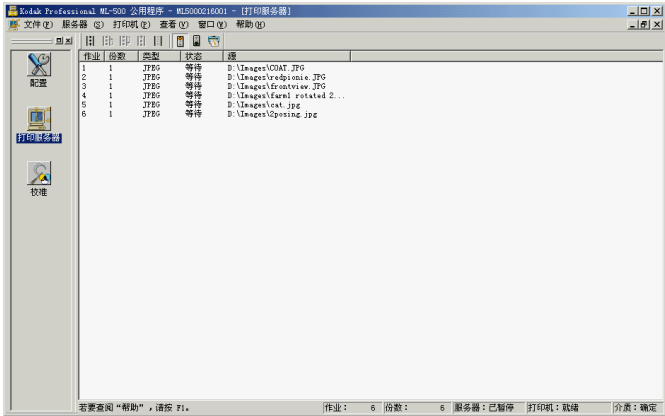 Kodak Professional ML-500 公用程序 - ML5000216001 - [打印服务器]
文件(F) 服务器(S) 打印机(P) 查看(V) 窗口(W) 帮助(H)
作业 份数 类型 状态 源
1 1 JPEG 等待 D:\Images\COAT.JPG
2 1 JPEG 等待 D:\Images\redpionie.JPG
3 1 JPEG 等待 D:\Images\frontview.JPG
4 1 JPEG 等待 D:\Images\farm1 rotated 2...
5 1 JPEG 等待 D:\Images\cat.jpg
6 1 JPEG 等待 D:\Images\2posing.jpg
配置
打印服务器
校准
若要查阅“帮助”，请按 F1。 作业： 6 份数： 6 服务器：已暂停 打印机：就绪 介质：确定